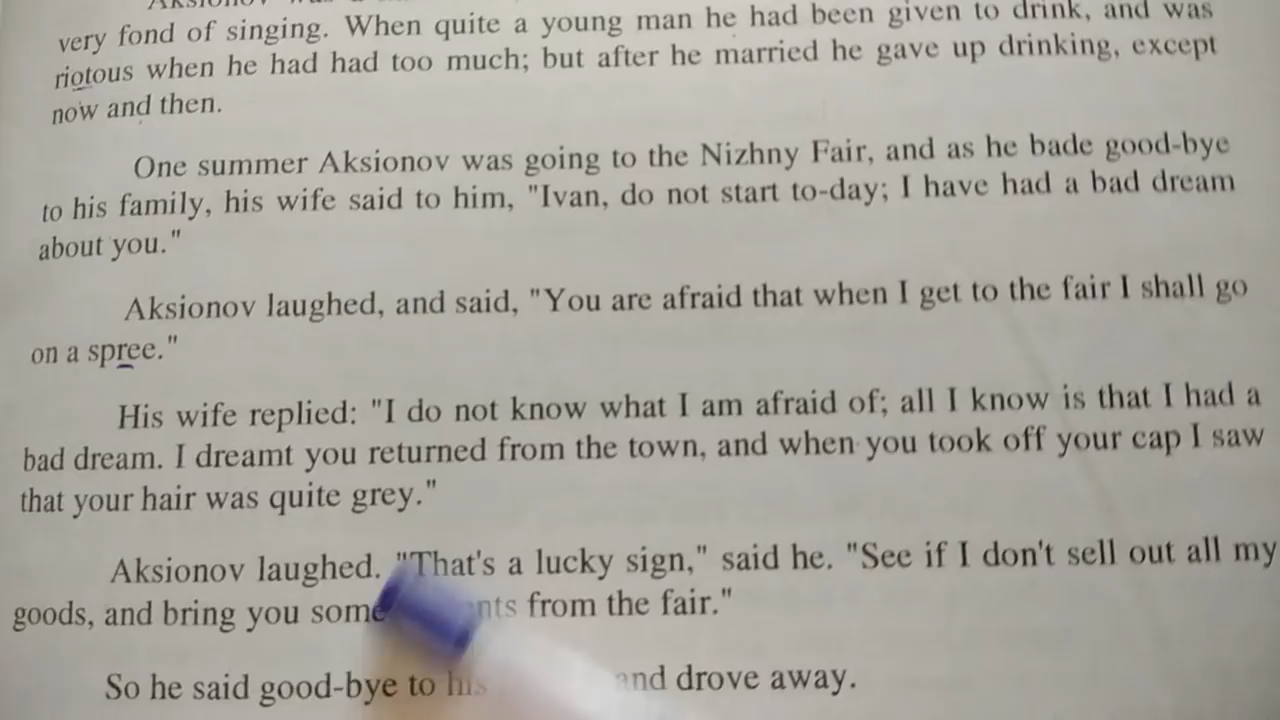 very fond of singing. When quite a young man he had been given to drink, and was
riotous when he had had too much; but after he married he gave up drinking, except
now and then.
One summer Aksionov was going to the Nizhny Fair, and as he bade good-bye
to his family, his wife said to him, "Ivan, do not start to-day; I have had a bad dream
about you."
Aksionov laughed, and said, "You are afraid that when I get to the fair I shall go
on a spree."
His wife replied: "I do not know what I am afraid of; all I know is that I had a
bad dream. I dreamt you returned from the town, and when you took off your cap I saw
that your hair was quite grey."
Aksionov laughed. "That's a lucky sign," said he. "See if I don't sell out all my
goods, and bring you some from the fair."
So he said good-bye to his and drove away.